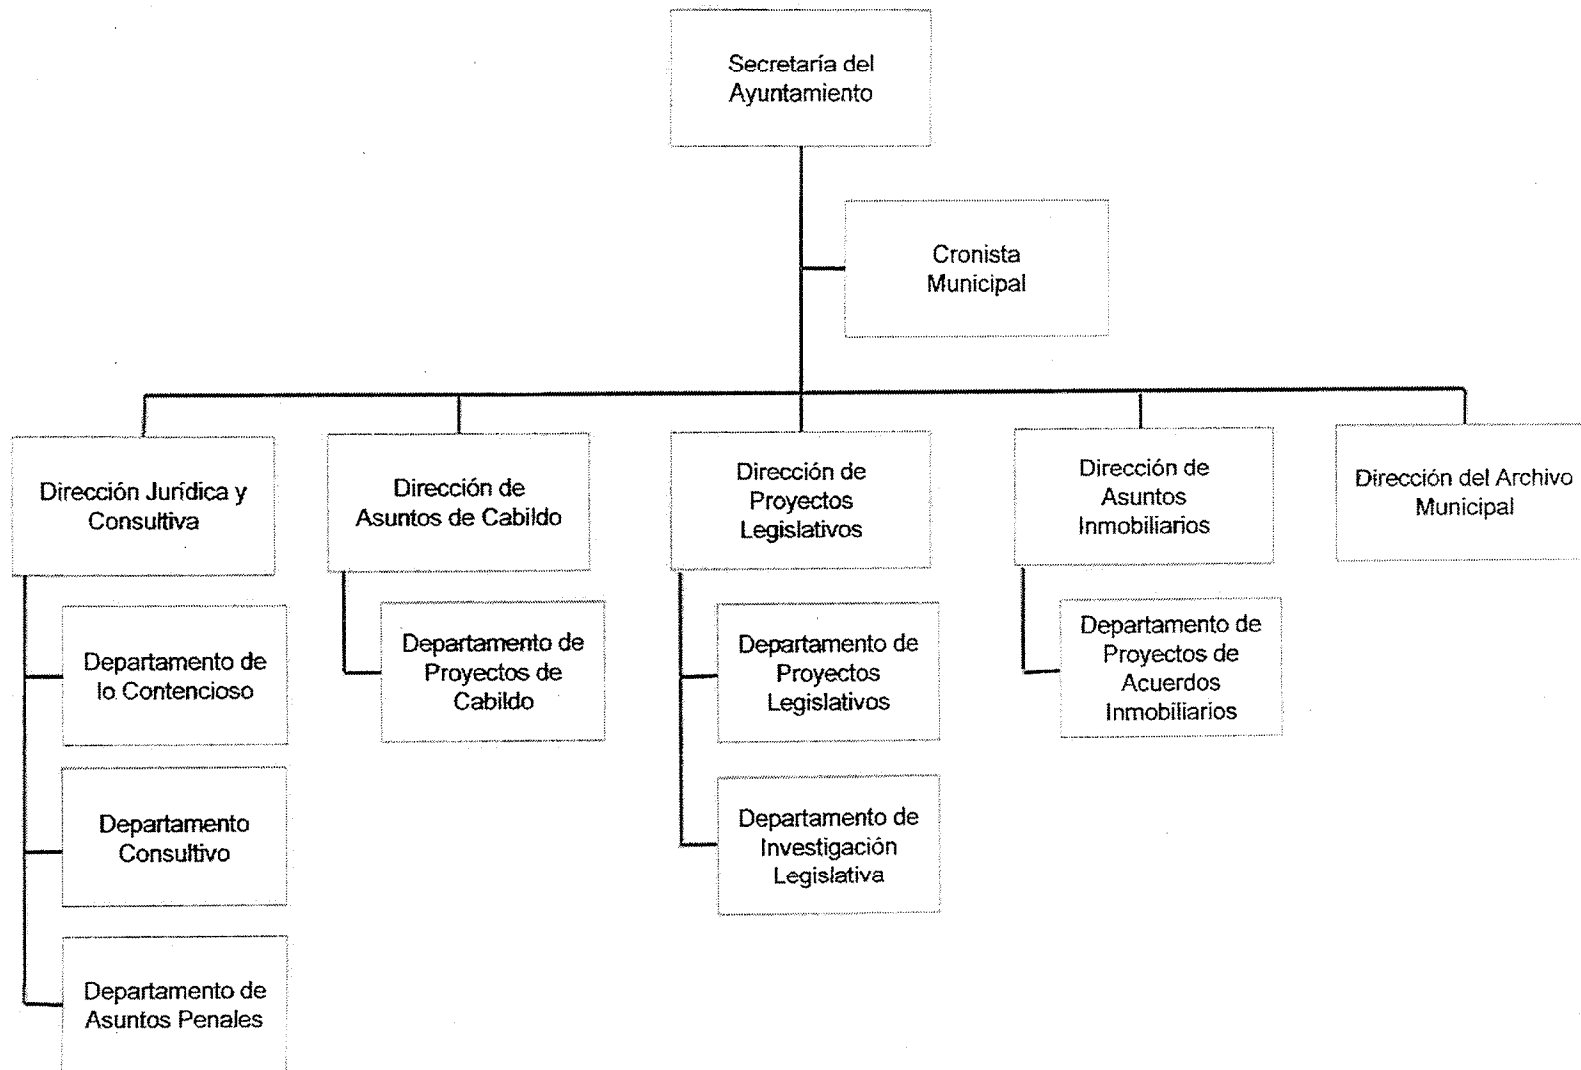 Secretaría del
Ayuntamiento
Cronista
Municipal
Dirección Jurídica y
Consultiva
Dirección de
Asuntos de Cabildo
Dirección de
Proyectos
Legislativos
Dirección de
Asuntos
Inmobiliarios
Dirección del Archivo
Municipal
Departamento de
lo Contencioso
Departamento
Consultivo
Departamento de
Asuntos Penales
Departamento de
Proyectos de
Cabildo
Departamento de
Proyectos
Legislativos
Departamento de
Investigación
Legislativa
Departamento de
Proyectos de
Acuerdos
Inmobiliarios